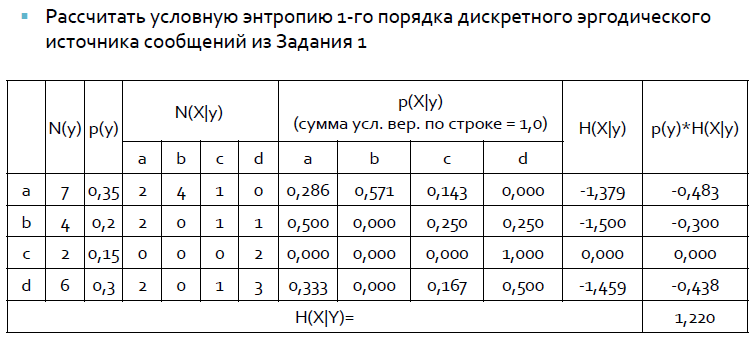 Рассчитать условную энтропию 1-го порядка дискретного эргодического
источника сообщений из Задания 1
N(y) p(y) N(X|y) p(X|y) H(X|y) p(y)*H(X|y)
(сумма усл. вер. по строке = 1,0)
a b c d a b c d
a 7 0,35 2 4 1 0 0,286 0,571 0,143 0,000 -1,379 -0,483
b 4 0,2 2 0 1 1 0,500 0,000 0,250 0,250 -1,500 -0,300
c 2 0,15 0 0 0 2 0,000 0,000 0,000 1,000 0,000 0,000
d 6 0,3 2 0 1 3 0,333 0,000 0,167 0,500 -1,459 -0,438
H(X|Y)= 1,220